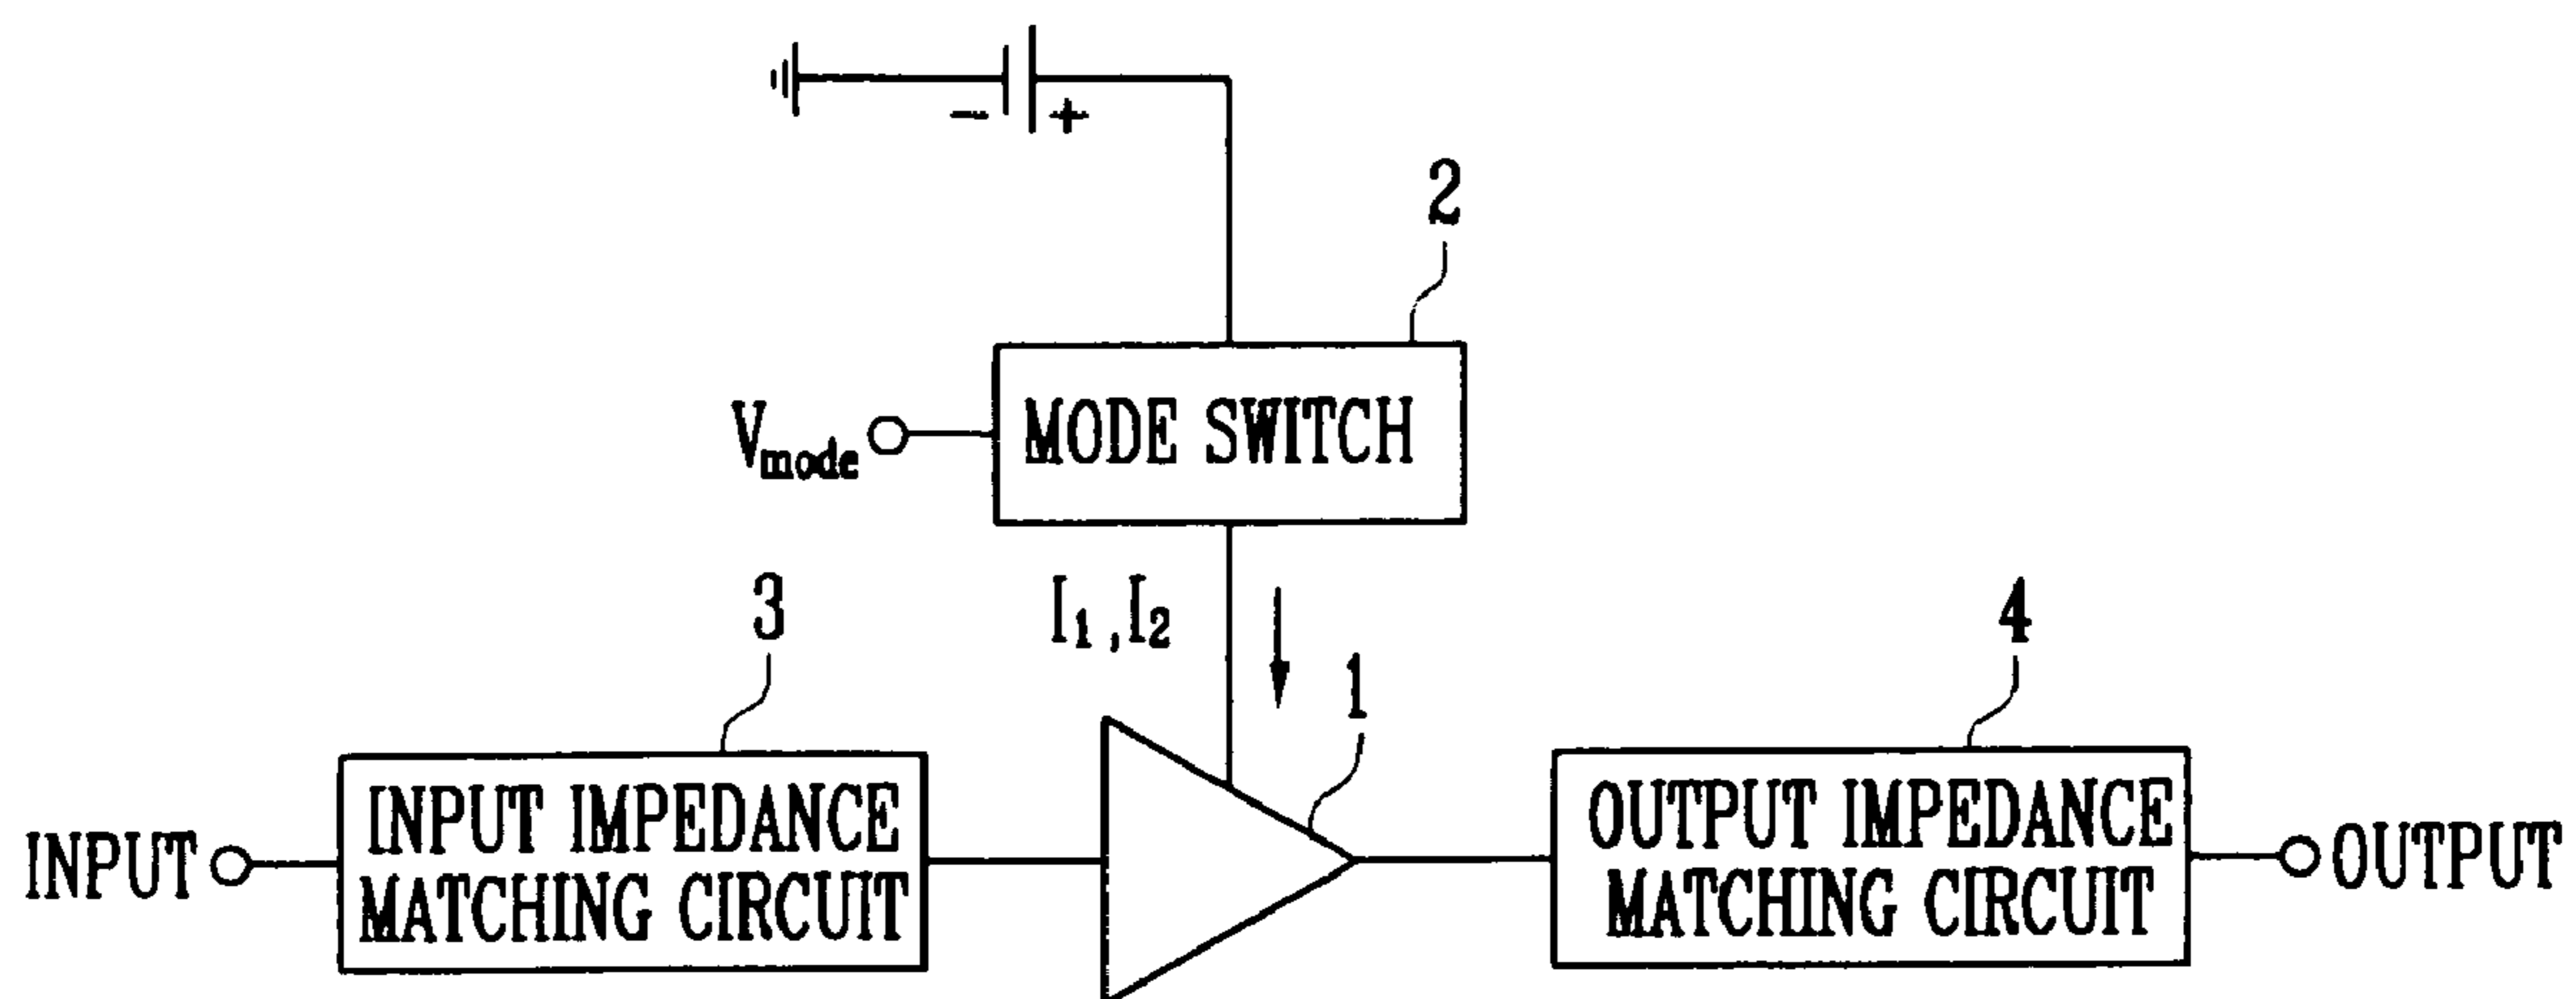 - +
2
V_mode
MODE SWITCH
3
I₁,I₂
1
4
INPUT
INPUT IMPEDANCE
MATCHING CIRCUIT
OUTPUT IMPEDANCE
MATCHING CIRCUIT
OUTPUT